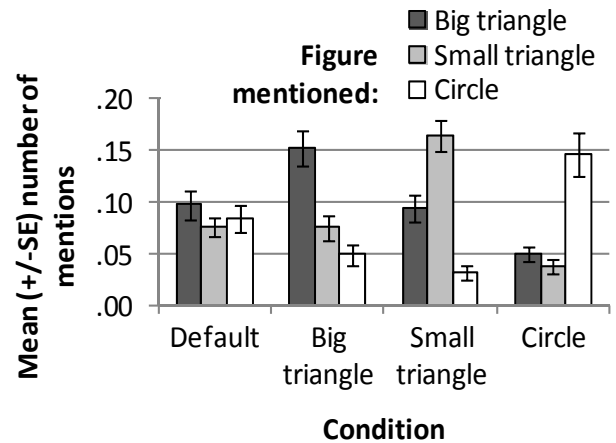 Figure mentioned:
Big triangle
Small triangle
Circle
Mean (+/-SE) number of mentions
.20
.15
.10
.05
.00
Default
Big triangle
Small triangle
Circle
Condition